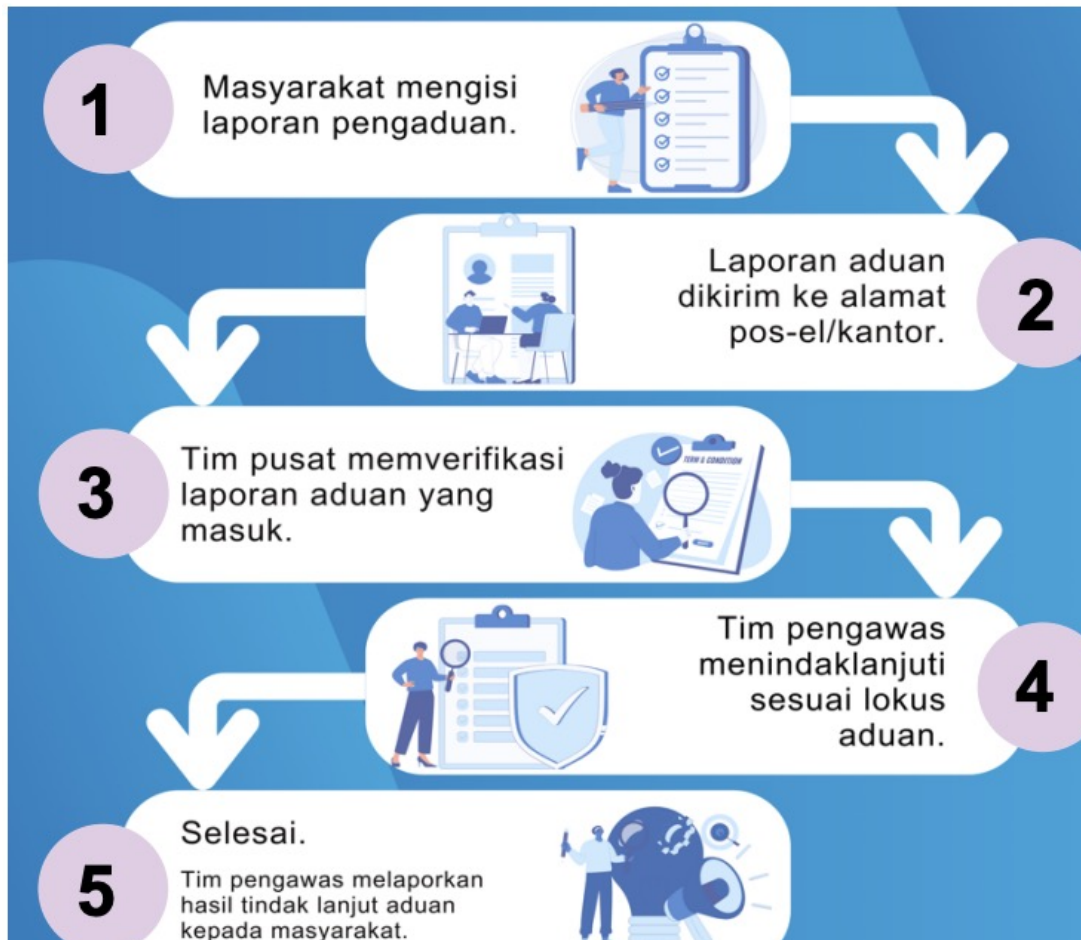 1
Masyarakat mengisi
laporan pengaduan.
Laporan aduan
dikirim ke alamat
pos-el/kantor.
2
3
Tim pusat memverifikasi
laporan aduan yang
masuk.
TERM & CONDITION
Tim pengawas
menindaklanjuti
sesuai lokus
aduan.
4
5
Selesai.
Tim pengawas melaporkan
hasil tindak lanjut aduan
kepada masyarakat.